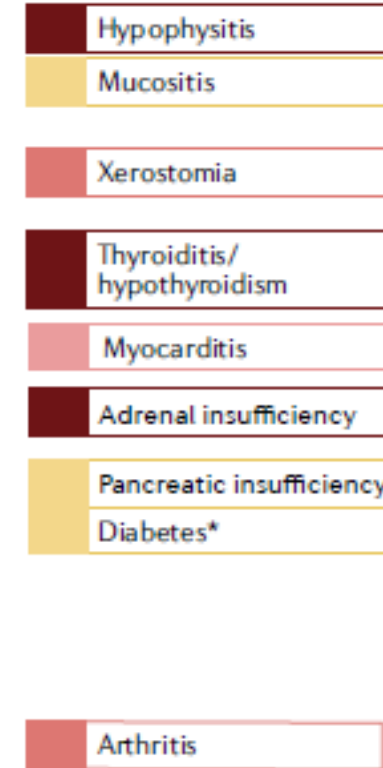 Hypophysitis
Mucositis
Xerostomia
Thyroiditis/
hypothyroidism
Myocarditis
Adrenal insufficiency
Pancreatic insufficiency
Diabetes*
Arthritis